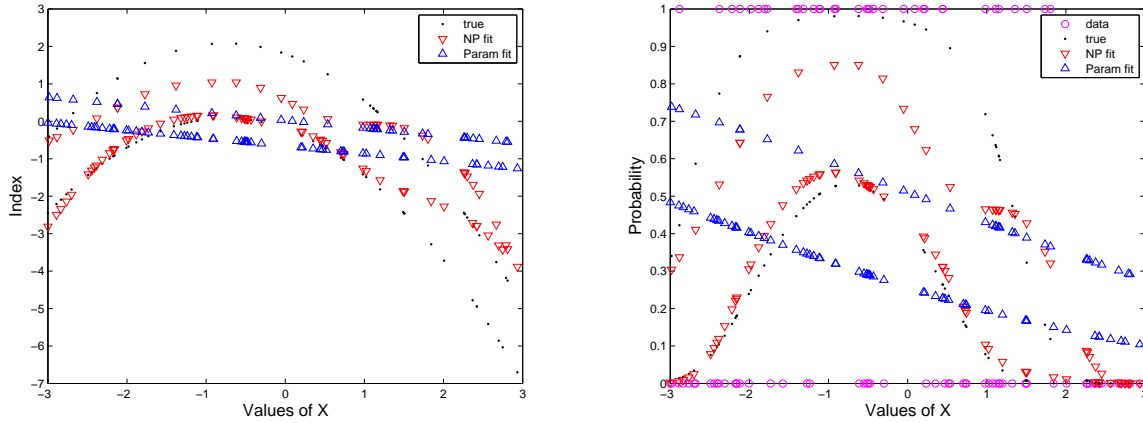 3
2
1
0
−1
−2
−3
−4
−5
−6
−7
Index
−3 −2 −1 0 1 2 3
Values of X
true
NP fit
Param fit
1
0.9
0.8
0.7
0.6
0.5
0.4
0.3
0.2
0.1
0
Probability
−3 −2 −1 0 1 2 3
Values of X
data
true
NP fit
Param fit